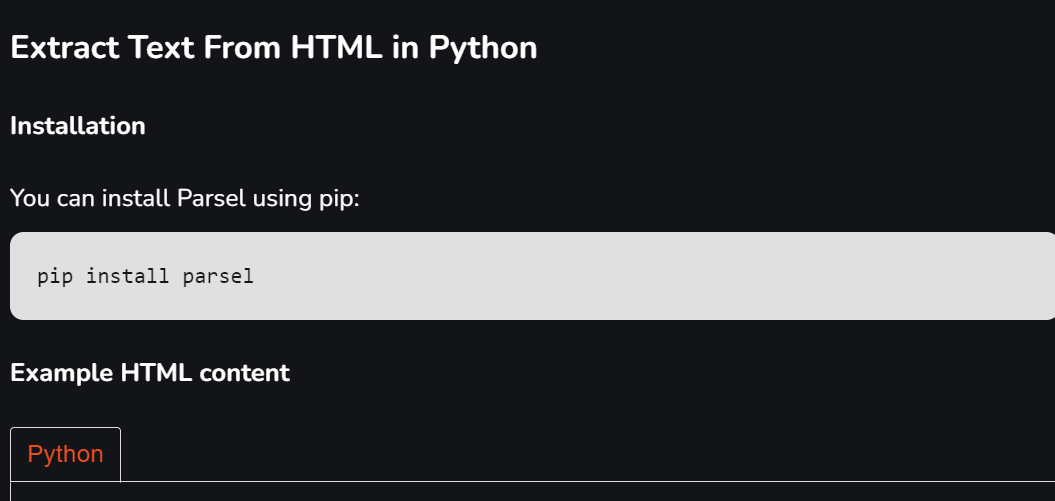 Extract Text From HTML in Python
Installation
You can install Parsel using pip:
pip install parsel
Example HTML content
Python